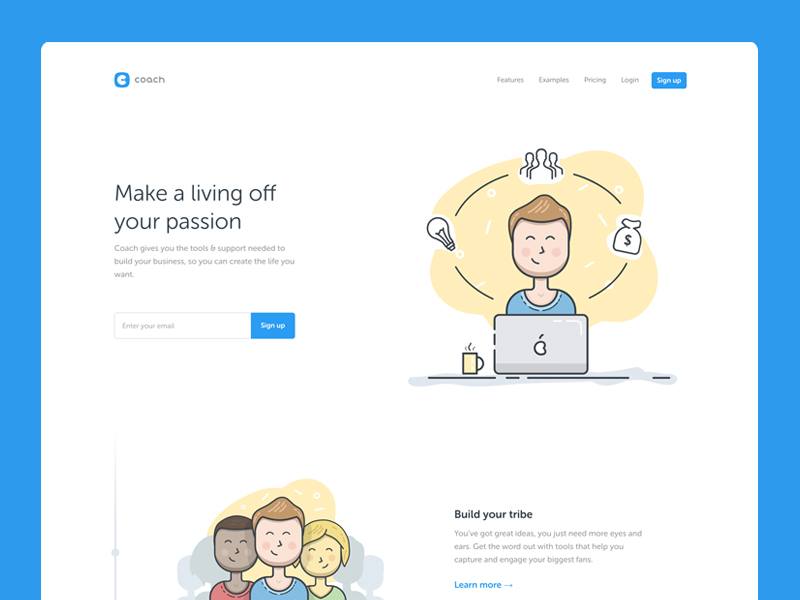 coach
Features Examples Pricing Login Sign up
Make a living off
your passion
Coach gives you the tools & support needed to
build your business, so you can create the life you
want.
Enter your email Sign up
$
Build your tribe
You've got great ideas, you just need more eyes and
ears. Get the word out with tools that help you
capture and engage your biggest fans.
Learn more →